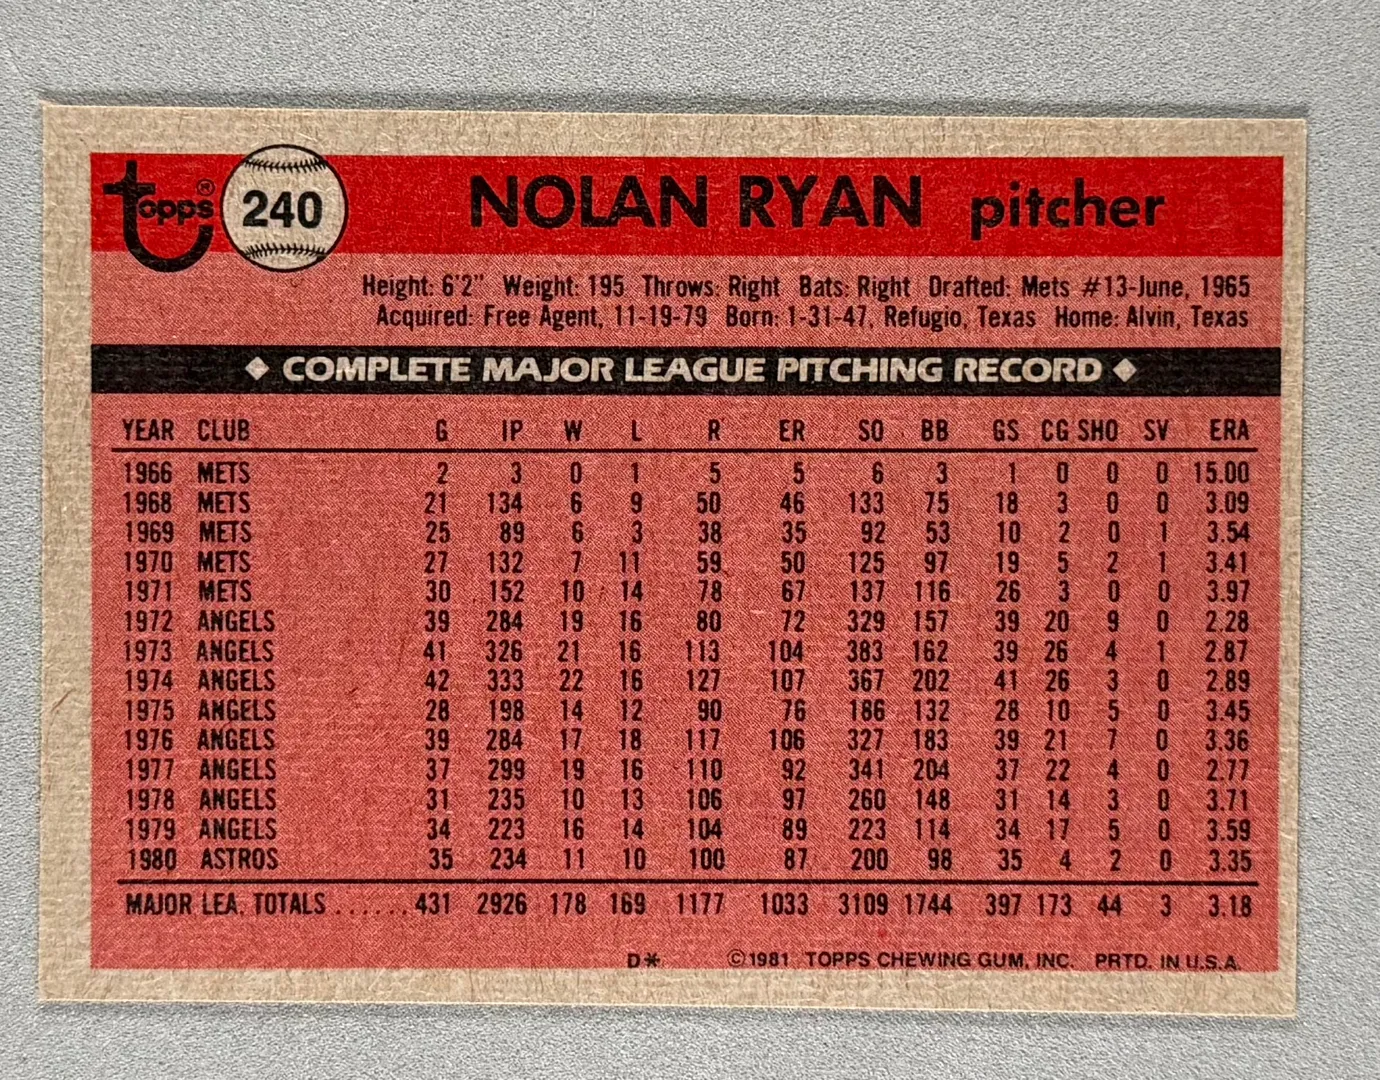 topps® 240 NOLAN RYAN pitcher
Height: 6'2" Weight: 195 Throws: Right Bats: Right Drafted: Mets #13-June, 1965
Acquired: Free Agent, 11-19-79 Born: 1-31-47, Refugio, Texas Home: Alvin, Texas
◆ COMPLETE MAJOR LEAGUE PITCHING RECORD ◆
YEAR CLUB G IP W L R ER SO BB GS CG SHO SV ERA
1966 METS 2 3 0 1 5 5 6 3 1 0 0 0 15.00
1968 METS 21 134 6 9 50 46 133 75 18 3 0 0 3.09
1969 METS 25 89 6 3 38 35 92 53 10 2 0 1 3.54
1970 METS 27 132 7 11 59 50 125 97 19 5 2 1 3.41
1971 METS 30 152 10 14 78 67 137 116 26 3 0 0 3.97
1972 ANGELS 39 284 19 16 80 72 329 157 39 20 9 0 2.28
1973 ANGELS 41 326 21 16 113 104 383 162 39 26 4 1 2.87
1974 ANGELS 42 333 22 16 127 107 367 202 41 26 3 0 2.89
1975 ANGELS 28 198 14 12 90 76 186 132 28 10 5 0 3.45
1976 ANGELS 39 284 17 18 117 106 327 183 39 21 7 0 3.36
1977 ANGELS 37 299 19 16 110 92 341 204 37 22 4 0 2.77
1978 ANGELS 31 235 10 13 106 97 260 148 31 14 3 0 3.71
1979 ANGELS 34 223 16 14 104 89 223 114 34 17 5 0 3.59
1980 ASTROS 35 234 11 10 100 87 200 98 35 4 2 0 3.35
MAJOR LEA. TOTALS ...... 431 2926 178 169 1177 1033 3109 1744 397 173 44 3 3.18
D* ©1981 TOPPS CHEWING GUM, INC. PRTD. IN U.S.A.